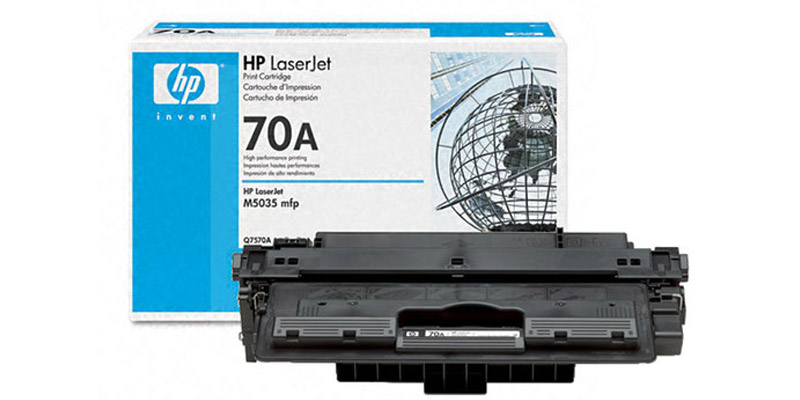 70A
hp
invent
HP LaserJet
Print Cartridge
Cartouche d'Impression
Cartucho de Impresión
70A
High performance printing
Impression hautes performances
Impresión de alto rendimiento
HP LaserJet
M5035 mfp
Q7570A
hp 70A